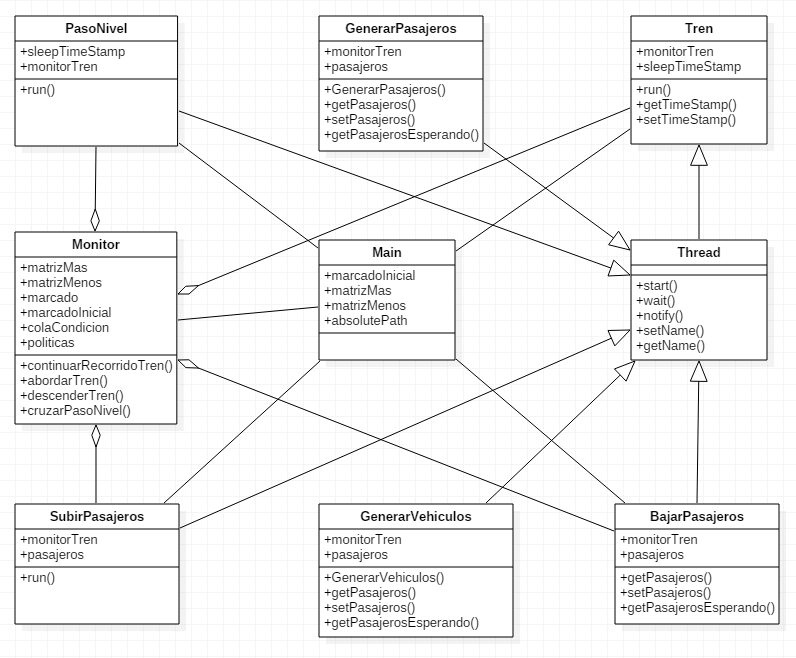 PasoNivel
+sleepTimeStamp
+monitorTren
+run()
GenerarPasajeros
+monitorTren
+pasajeros
+GenerarPasajeros()
+getPasajeros()
+setPasajeros()
+getPasajerosEsperando()
Tren
+monitorTren
+sleepTimeStamp
+run()
+getTimeStamp()
+setTimeStamp()
Monitor
+matrizMas
+matrizMenos
+marcado
+marcadoInicial
+colaCondicion
+politicas
+continuarRecorridoTren()
+abordarTren()
+descenderTren()
+cruzarPasoNivel()
Main
+marcadoInicial
+matrizMas
+matrizMenos
+absolutePath
Thread
+start()
+wait()
+notify()
+setName()
+getName()
SubirPasajeros
+monitorTren
+pasajeros
+run()
GenerarVehiculos
+monitorTren
+pasajeros
+GenerarVehiculos()
+getPasajeros()
+setPasajeros()
+getPasajerosEsperando()
BajarPasajeros
+monitorTren
+pasajeros
+getPasajeros()
+setPasajeros()
+getPasajerosEsperando()